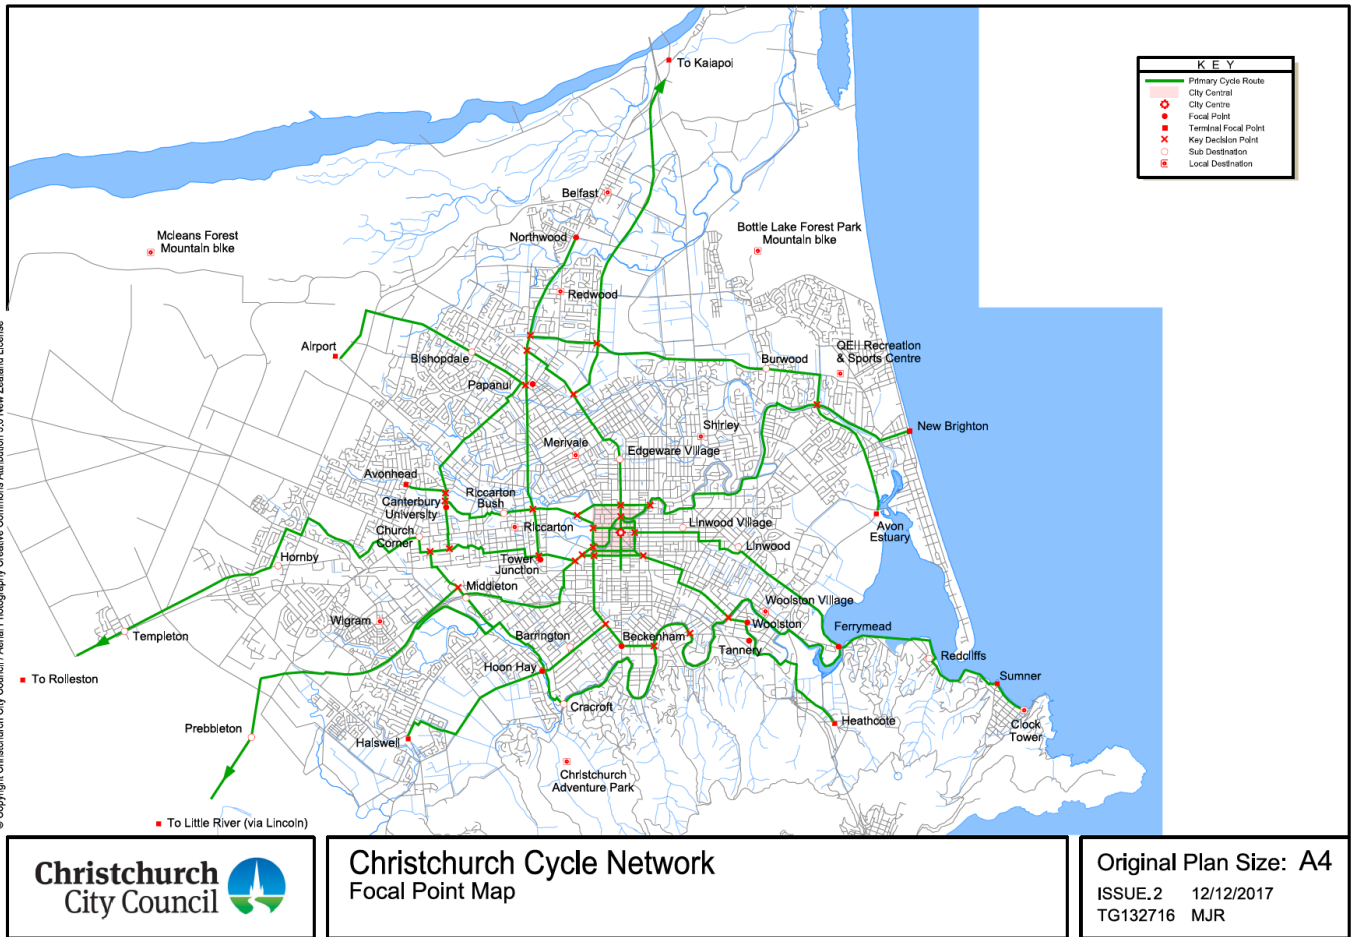 To Kaiapoi
KEY
Primary Cycle Route
City Central
City Centre
Focal Point
Terminal Focal Point
Key Decision Point
Sub Destination
Local Destination
Belfast
Mcleans Forest
Mountain bike
Northwood
Bottle Lake Forest Park
Mountain bike
Redwood
Airport
Bishopdale
Burwood
QEII Recreation
& Sports Centre
Papanui
Shirley
New Brighton
Merivale
Edgeware Village
Avonhead
Riccarton
Bush
Canterbury
University
Church
Corner
Riccarton
Linwood Village
Avon
Estuary
Hornby
Tower
Junction
Linwood
Middleton
Woolston Village
Wigram
Templeton
Barrington
Beckenham
Woolston
Tannery
Ferrymead
Redcliffs
Hoon Hay
Sumner
To Rolleston
Cracroft
Heathcote
Clock
Tower
Prebbleton
Halswell
Christchurch
Adventure Park
To Little River (via Lincoln)
Christchurch
City Council
Christchurch Cycle Network
Focal Point Map
Original Plan Size: A4
ISSUE.2 12/12/2017
TG132716 MJR